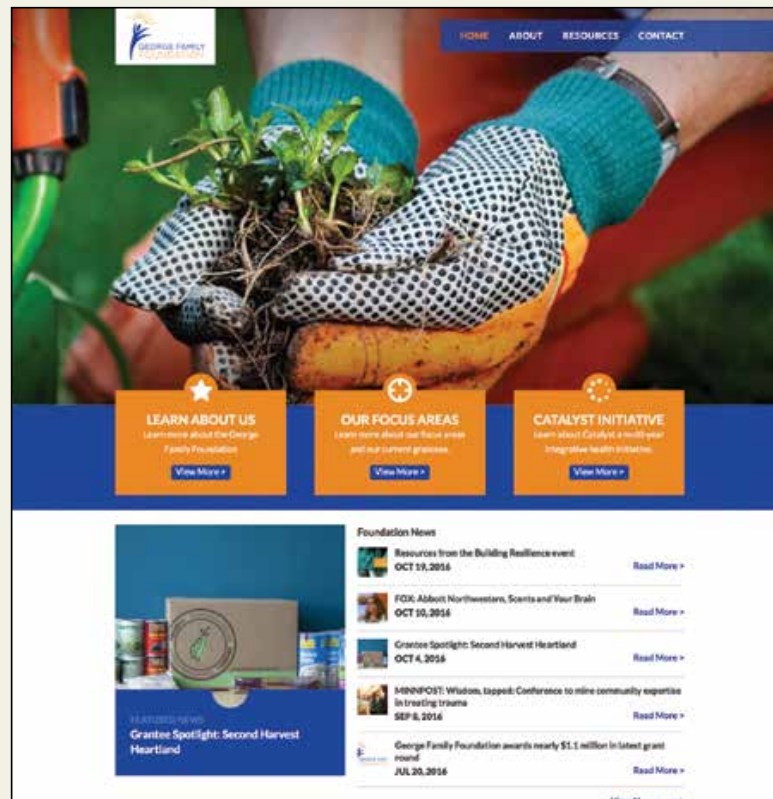 GEORGE FAMILY
FOUNDATION
HOME ABOUT RESOURCES CONTACT
LEARN ABOUT US
Learn more about the George
Family Foundation
View More >
OUR FOCUS AREAS
Learn more about our focus areas
and our current grantees.
View More >
CATALYST INITIATIVE
Learn about Catalyst a multi-year
integrative health initiative.
View More >
FEATURED NEWS
Grantee Spotlight: Second Harvest
Heartland
Foundation News
Resources from the Building Resilience event
OCT 19, 2016
Read More >
FOX: Abbott Northwestern, Scents and Your Brain
OCT 10, 2016
Read More >
Grantee Spotlight: Second Harvest Heartland
OCT 4, 2016
Read More >
MINNPOST: Wisdom, tapped: Conference to mine community expertise
in treating trauma
SEP 8, 2016
Read More >
George Family Foundation awards nearly $1.1 million in latest grant
round
JUL 20, 2016
Read More >